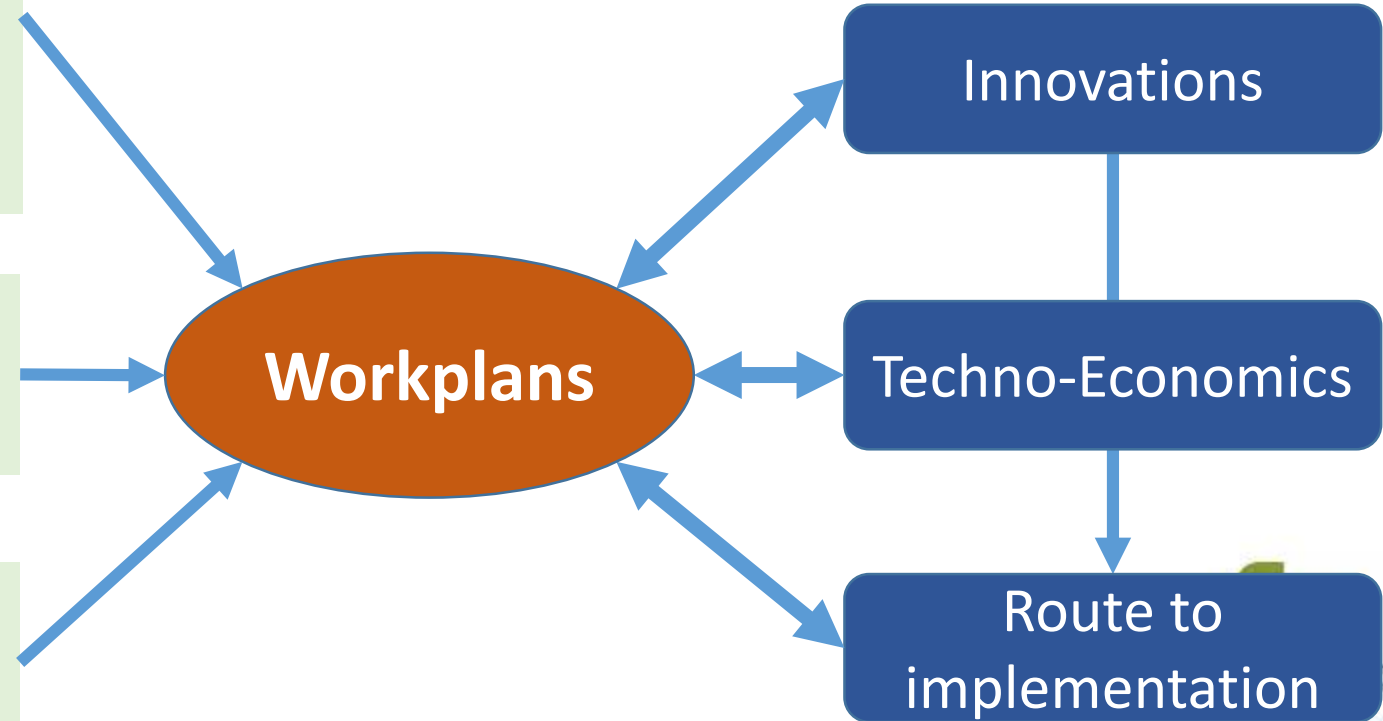 Innovations
Workplans
Techno-Economics
Route to
implementation